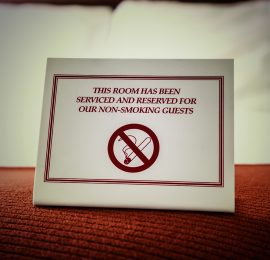 THIS ROOM HAS BEEN
SERVICED AND RESERVED FOR
OUR NON-SMOKING GUESTS